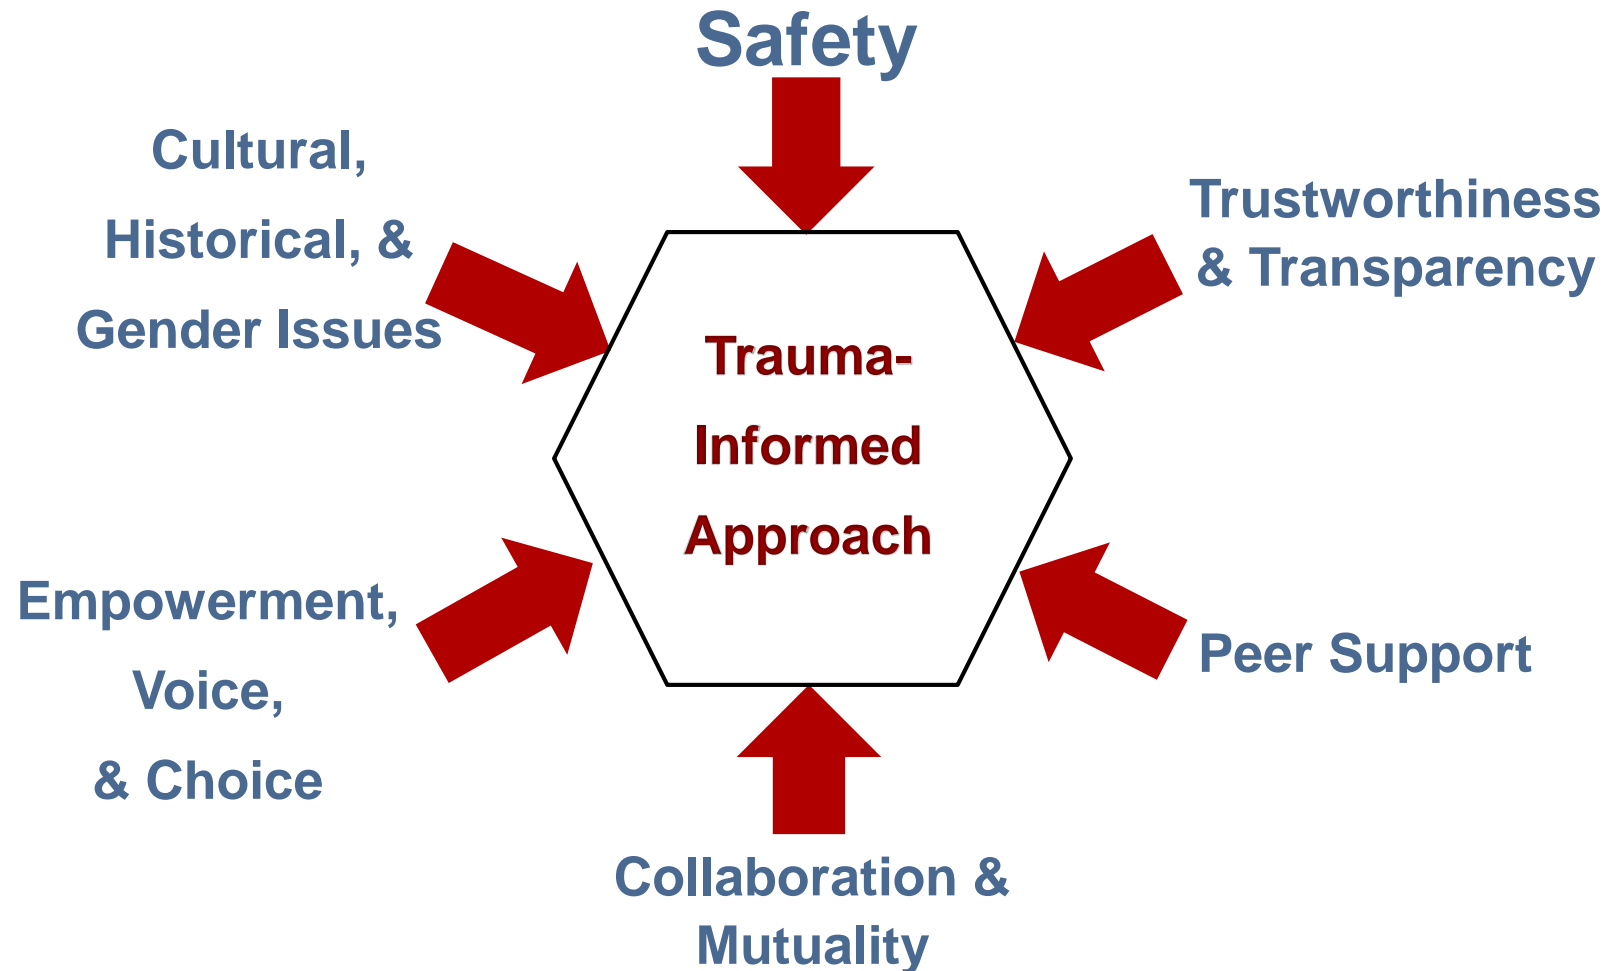 Safety
Cultural,
Historical, &
Gender Issues
Trustworthiness
& Transparency
Trauma-
Informed
Approach
Empowerment,
Voice,
& Choice
Peer Support
Collaboration &
Mutuality